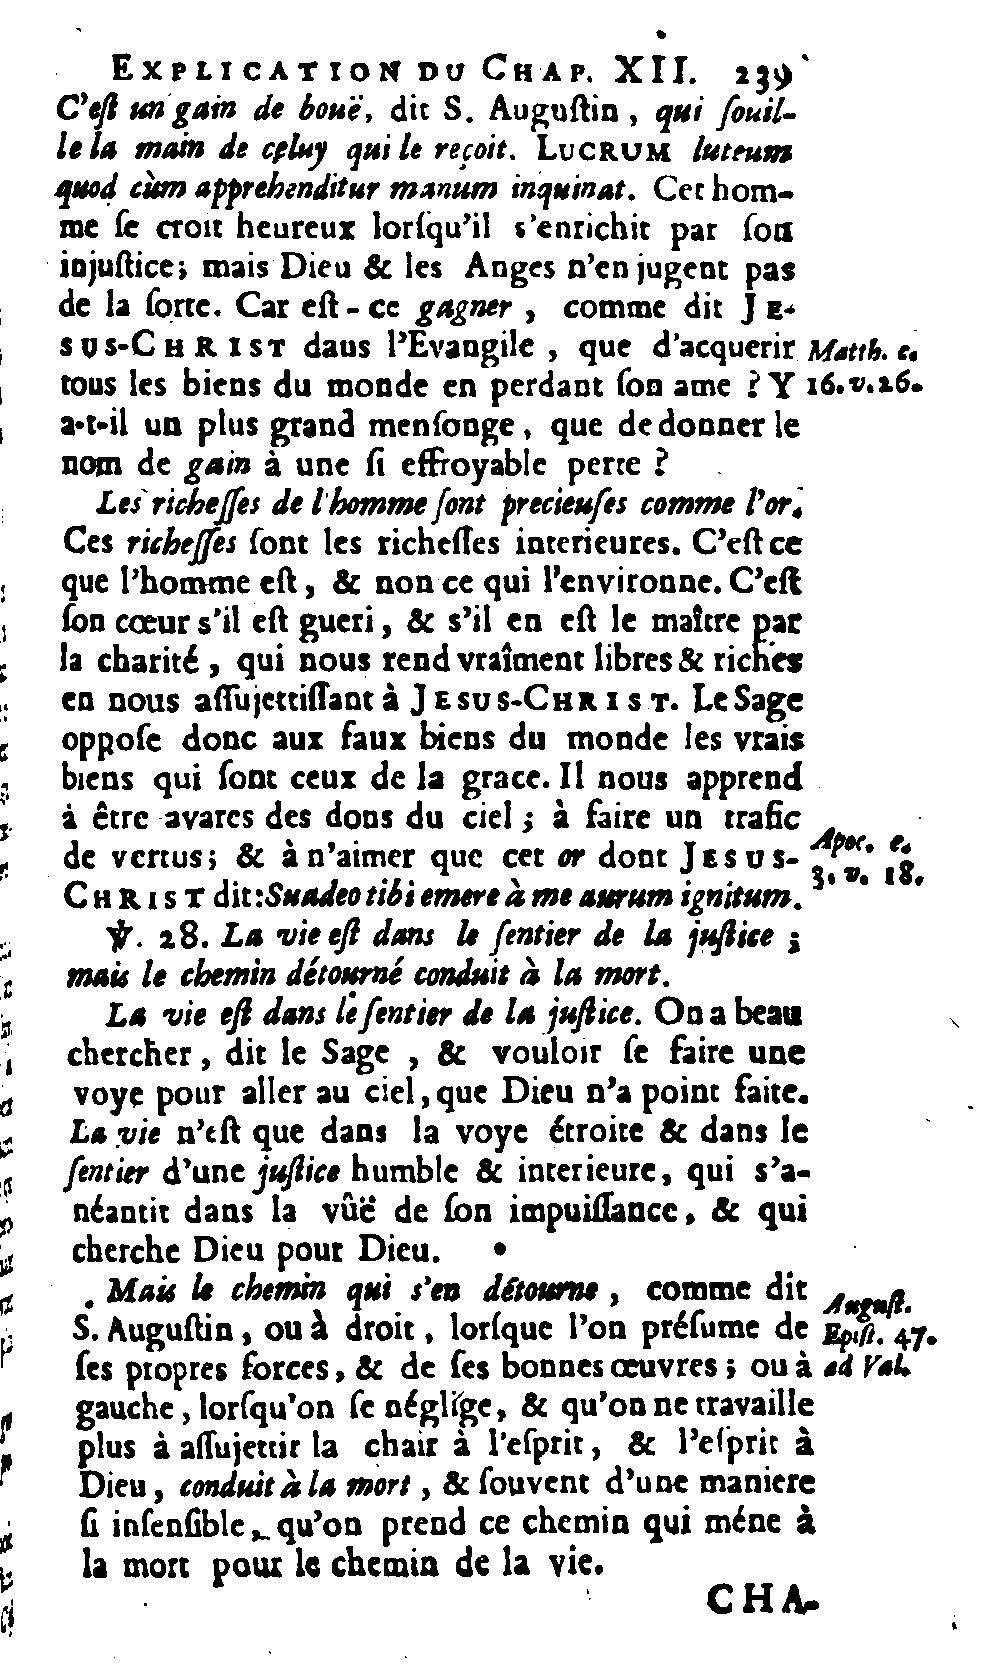 EXPLICATION DU CHAP. XII. 239
C'eſt un gain de bouë, dit S. Auguſtin, qui ſouil-
le la main de celuy qui le reçoit. LUCRUM luteum
quod cùm apprehenditur manum inquinat. Cet hom-
me ſe croit heureux lorſqu'il s'enrichit par ſon
injuſtice; mais Dieu & les Anges n'en jugent pas
de la ſorte. Car eſt-ce gagner, comme dit JE-
SUS-CHRIST dans l'Evangile, que d'acquerir
Matth. c.
tous les biens du monde en perdant ſon ame ? Y
16. v. 26.
a-t-il un plus grand menſonge, que de donner le
nom de gain à une ſi effroyable perte ?
Les richeſſes de l'homme ſont precieuſes comme l'or.
Ces richeſſes ſont les richeſſes interieures. C'eſt ce
que l'homme eſt, & non ce qui l'environne. C'eſt
ſon cœur s'il eſt gueri, & s'il en eſt le maître par
la charité, qui nous rend vraîment libres & riches
en nous aſſujettiſſant à JESUS-CHRIST. Le Sage
oppoſe donc aux faux biens du monde les vrais
biens qui ſont ceux de la grace. Il nous apprend
à être avares des dons du ciel; à faire un trafic
de vertus; & à n'aimer que cet or dont JESUS-
Apoc. c.
3. v. 18.
CHRIST dit: Suadeo tibi emere à me aurum ignitum.
℣. 28. La vie eſt dans le ſentier de la juſtice;
mais le chemin détourné conduit à la mort.
La vie eſt dans le ſentier de la juſtice. On a beau
chercher, dit le Sage, & vouloir ſe faire une
voye pour aller au ciel, que Dieu n'a point faite.
La vie n'eſt que dans la voye étroite & dans le
ſentier d'une juſtice humble & interieure, qui s'a-
néantit dans la vûë de ſon impuiſſance, & qui
cherche Dieu pour Dieu.
Mais le chemin qui s'en détourne, comme dit
Auguſt.
S. Auguſtin, ou à droit, lorſque l'on préſume de
Epiſt. 47.
ſes propres forces, & de ſes bonnes œuvres; ou à
ad Val.
gauche, lorſqu'on ſe néglige, & qu'on ne travaille
plus à aſſujettir la chair à l'eſprit, & l'eſprit à
Dieu, conduit à la mort, & ſouvent d'une maniere
ſi inſenſible, qu'on prend ce chemin qui méne à
la mort pour le chemin de la vie.
CHA-